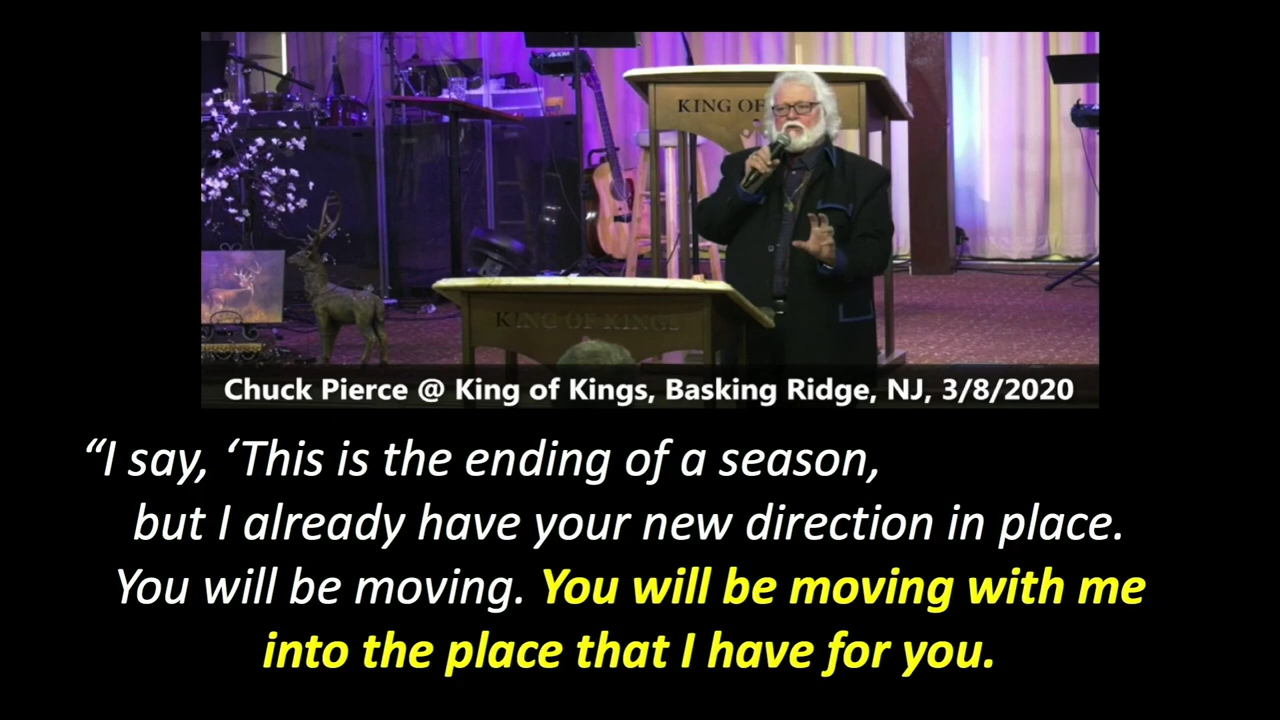 KING OF
KING OF KINGS
Chuck Pierce @ King of Kings, Basking Ridge, NJ, 3/8/2020
“I say, ‘This is the ending of a season,
but I already have your new direction in place.
You will be moving. You will be moving with me
into the place that I have for you.